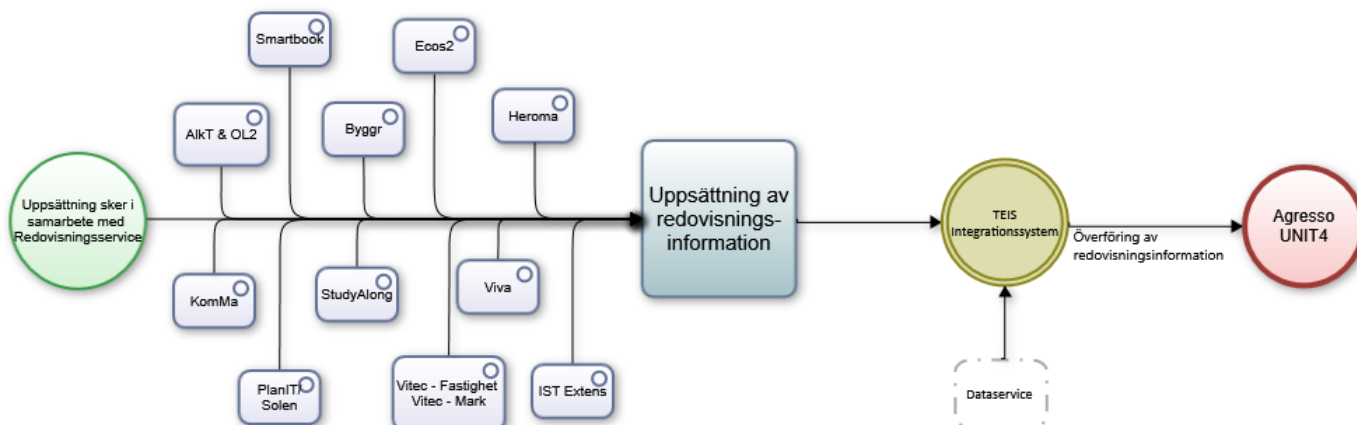 Smartbook
Ecos2
AlkT & OL2
Byggr
Heroma
Uppsättning sker i
samarbete med
Redovisningsservice
Uppsättning av
redovisnings-
information
TEIS
Integrationssystem
Överföring av
redovisningsinformation
Agresso
UNIT4
KomMa
StudyAlong
Viva
PlanIT/
Solen
Vitec - Fastighet
Vitec - Mark
IST Extens
Dataservice